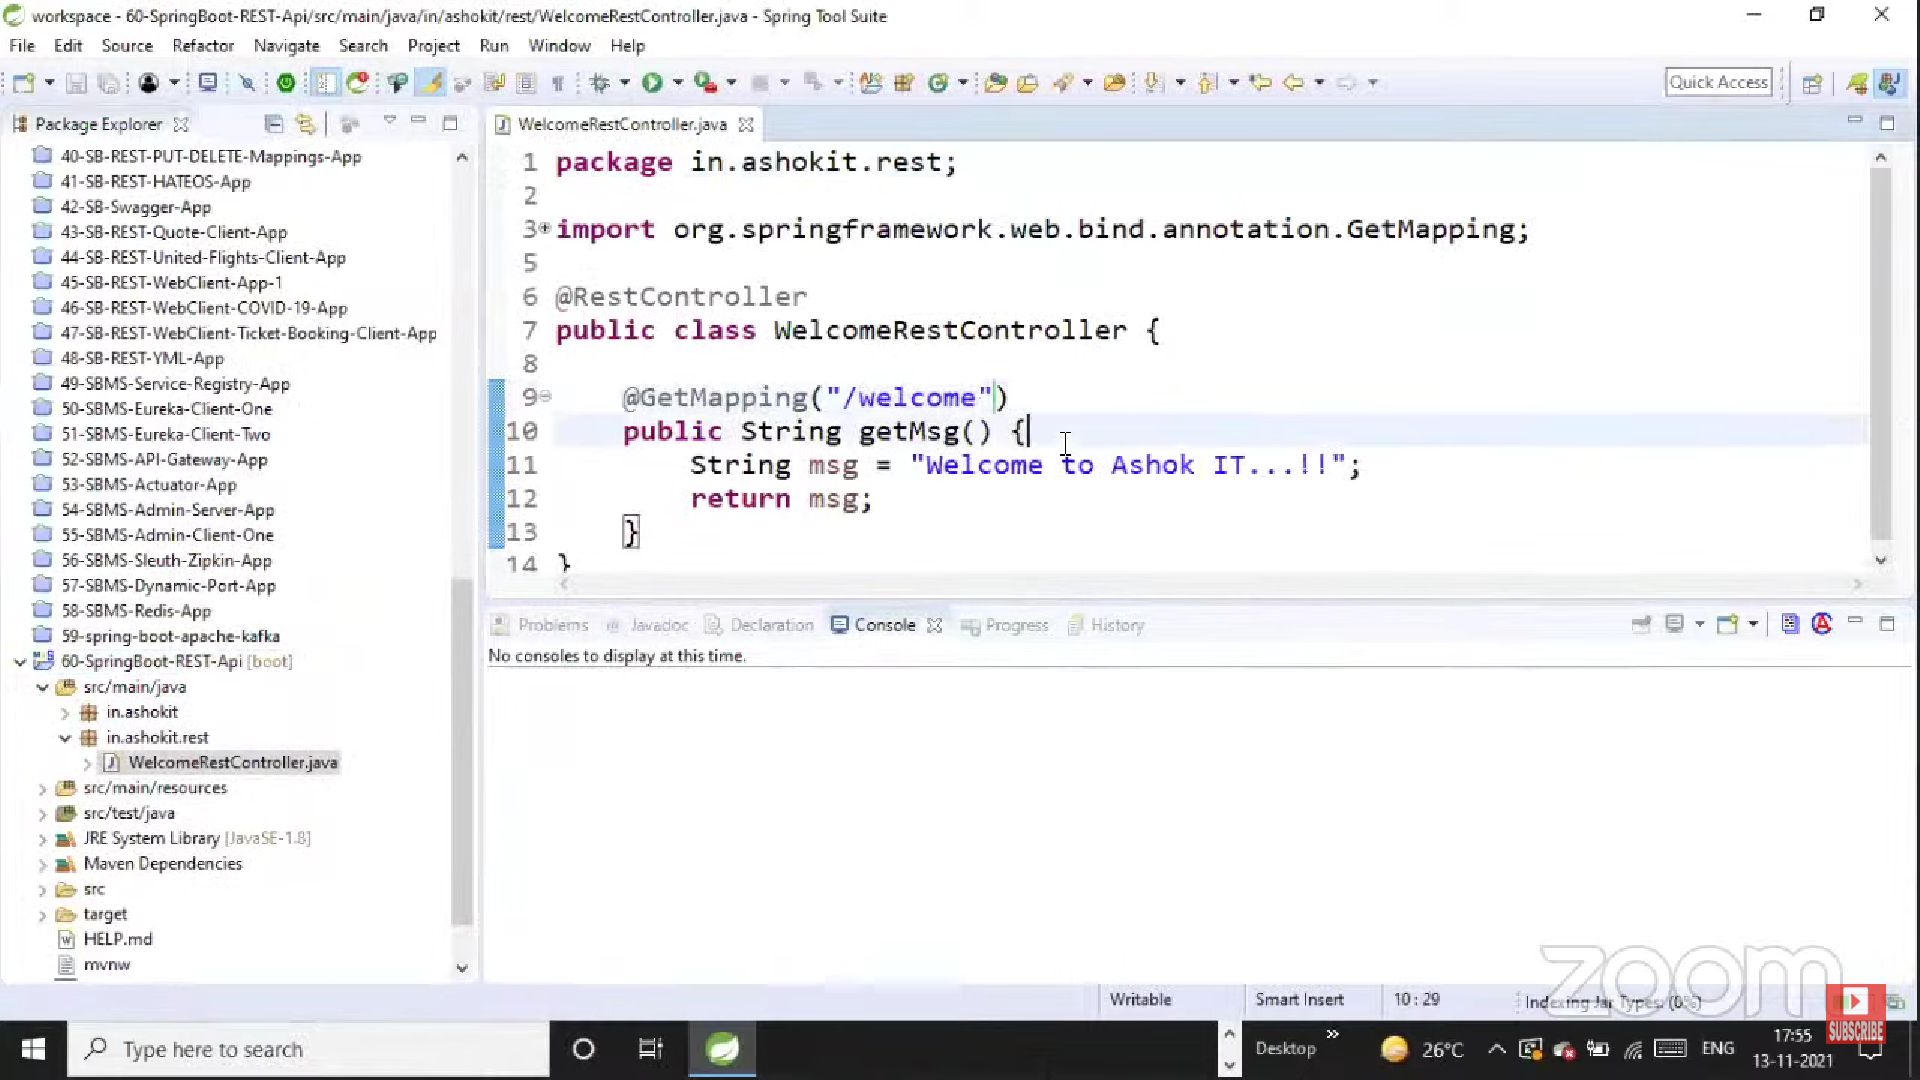 workspace - 60-SpringBoot-REST-Api/src/main/java/in/ashokit/rest/WelcomeRestController.java - Spring Tool Suite
File Edit Source Refactor Navigate Search Project Run Window Help
Quick Access
Package Explorer
40-SB-REST-PUT-DELETE-Mappings-App
41-SB-REST-HATEOS-App
42-SB-Swagger-App
43-SB-REST-Quote-Client-App
44-SB-REST-United-Flights-Client-App
45-SB-REST-WebClient-App-1
46-SB-REST-WebClient-COVID-19-App
47-SB-REST-WebClient-Ticket-Booking-Client-App
48-SB-REST-YML-App
49-SBMS-Service-Registry-App
50-SBMS-Eureka-Client-One
51-SBMS-Eureka-Client-Two
52-SBMS-API-Gateway-App
53-SBMS-Actuator-App
54-SBMS-Admin-Server-App
55-SBMS-Admin-Client-One
56-SBMS-Sleuth-Zipkin-App
57-SBMS-Dynamic-Port-App
58-SBMS-Redis-App
59-spring-boot-apache-kafka
60-SpringBoot-REST-Api [boot]
src/main/java
in.ashokit
in.ashokit.rest
WelcomeRestController.java
src/main/resources
src/test/java
JRE System Library [JavaSE-1.8]
Maven Dependencies
src
target
HELP.md
mvnw
WelcomeRestController.java
1 package in.ashokit.rest;
2
3 import org.springframework.web.bind.annotation.GetMapping;
5
6 @RestController
7 public class WelcomeRestController {
8
9 @GetMapping("/welcome")
10 public String getMsg() {
11 String msg = "Welcome to Ashok IT...!!";
12 return msg;
13 }
14 }
Problems Javadoc Declaration Console Progress History
No consoles to display at this time.
zoom
Writable Smart Insert 10 : 29 Indexing Jar Types: (0%)
SUBSCRIBE
Type here to search
Desktop 26°C ENG 17:55
13-11-2021